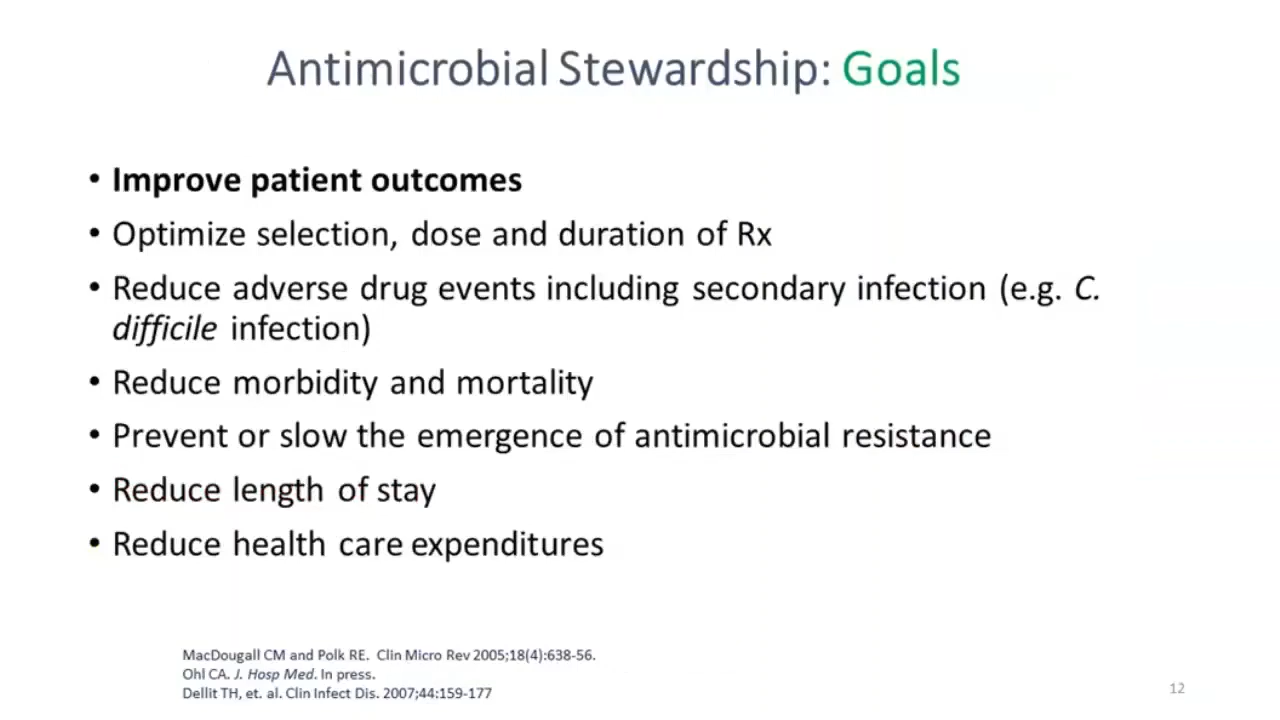 Antimicrobial Stewardship: Goals
• Improve patient outcomes
• Optimize selection, dose and duration of Rx
• Reduce adverse drug events including secondary infection (e.g. C.
difficile infection)
• Reduce morbidity and mortality
• Prevent or slow the emergence of antimicrobial resistance
• Reduce length of stay
• Reduce health care expenditures
MacDougall CM and Polk RE. Clin Micro Rev 2005;18(4):638-56.
Ohl CA. J. Hosp Med. In press.
Dellit TH, et. al. Clin Infect Dis. 2007;44:159-177
12